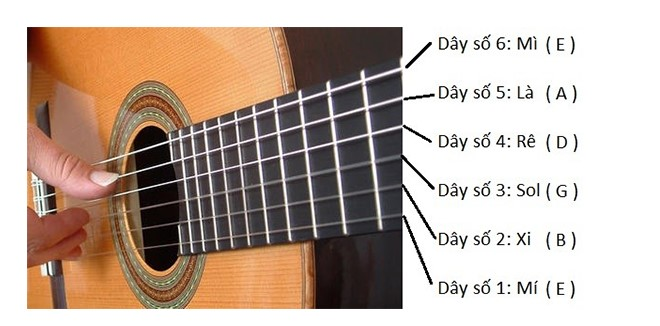 Dây số 6: Mì ( E )
Dây số 5: Là ( A )
Dây số 4: Rê ( D )
Dây số 3: Sol ( G )
Dây số 2: Xi ( B )
Dây số 1: Mí ( E )